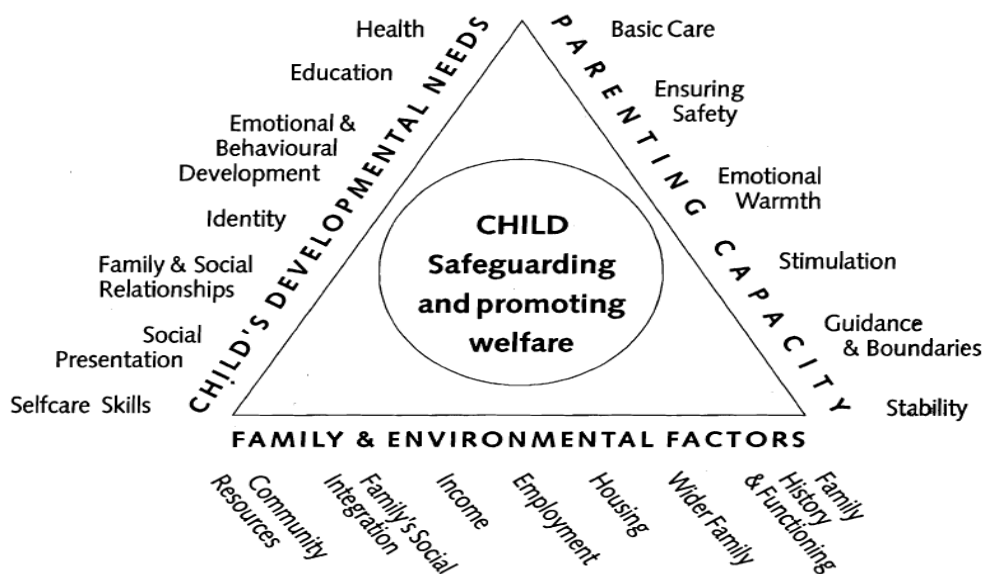 Health
Education
Emotional &
Behavioural
Development
Identity
Family & Social
Relationships
Social
Presentation
Selfcare Skills
CHILD'S DEVELOPMENTAL NEEDS
PARENTING CAPACITY
Basic Care
Ensuring
Safety
Emotional
Warmth
Stimulation
Guidance
& Boundaries
Stability
CHILD
Safeguarding
and promoting
welfare
FAMILY & ENVIRONMENTAL FACTORS
Community
Resources
Family's Social
Integration
Income
Employment
Housing
Wider Family
Family
History
& Functioning